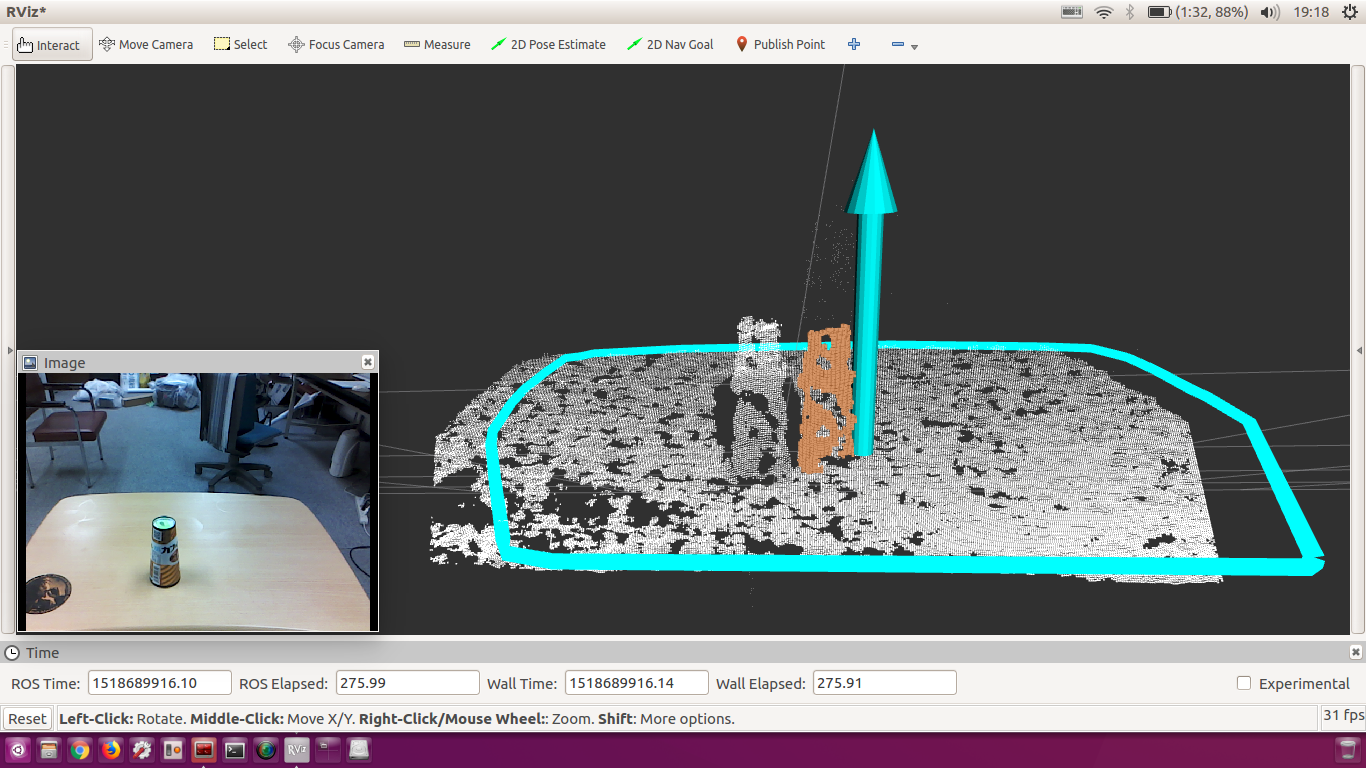 RViz*
(1:32, 88%)
19:18
Interact
Move Camera
Select
Focus Camera
Measure
2D Pose Estimate
2D Nav Goal
Publish Point
Image
Time
ROS Time: 1518689916.10 ROS Elapsed: 275.99 Wall Time: 1518689916.14 Wall Elapsed: 275.91 Experimental
Reset Left-Click: Rotate. Middle-Click: Move X/Y. Right-Click/Mouse Wheel:: Zoom. Shift: More options. 31 fps
RViz